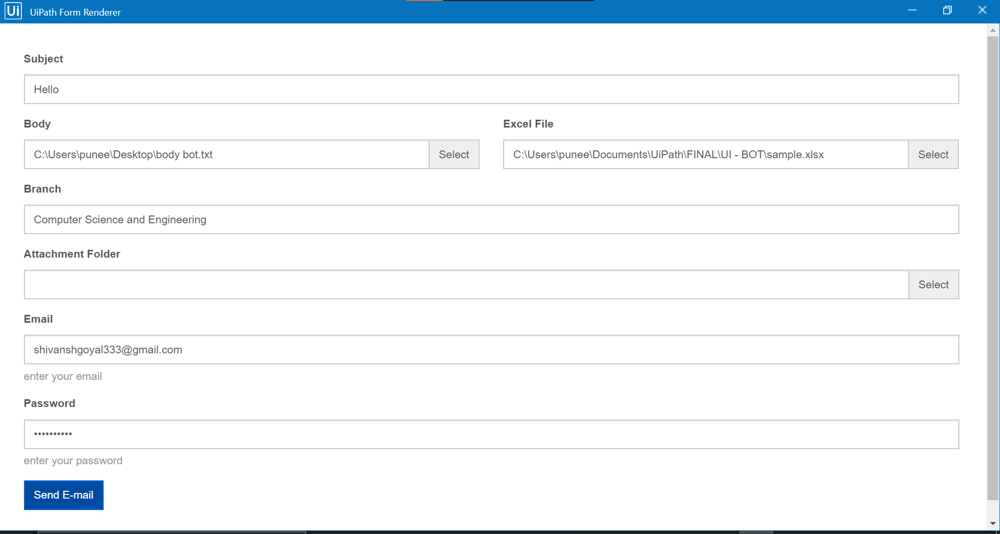 Ui UiPath Form Renderer
Subject
Hello
Body
C:\Users\punee\Desktop\body bot.txt
Select
Excel File
C:\Users\punee\Documents\UiPath\FINAL\UI - BOT\sample.xlsx
Select
Branch
Computer Science and Engineering
Attachment Folder
Select
Email
shivanshgoyal333@gmail.com
enter your email
Password
••••••••••
enter your password
Send E-mail